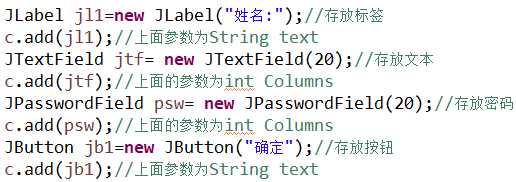 JLabel jl1=new JLabel("姓名:");//存放标签
c.add(jl1);//上面参数为String text
JTextField jtf= new JTextField(20);//存放文本
c.add(jtf);//上面的参数为int Columns
JPasswordField psw= new JPasswordField(20);//存放密码
c.add(psw);//上面的参数为int Columns
JButton jb1=new JButton("确定");//存放按钮
c.add(jb1);//上面参数为String text